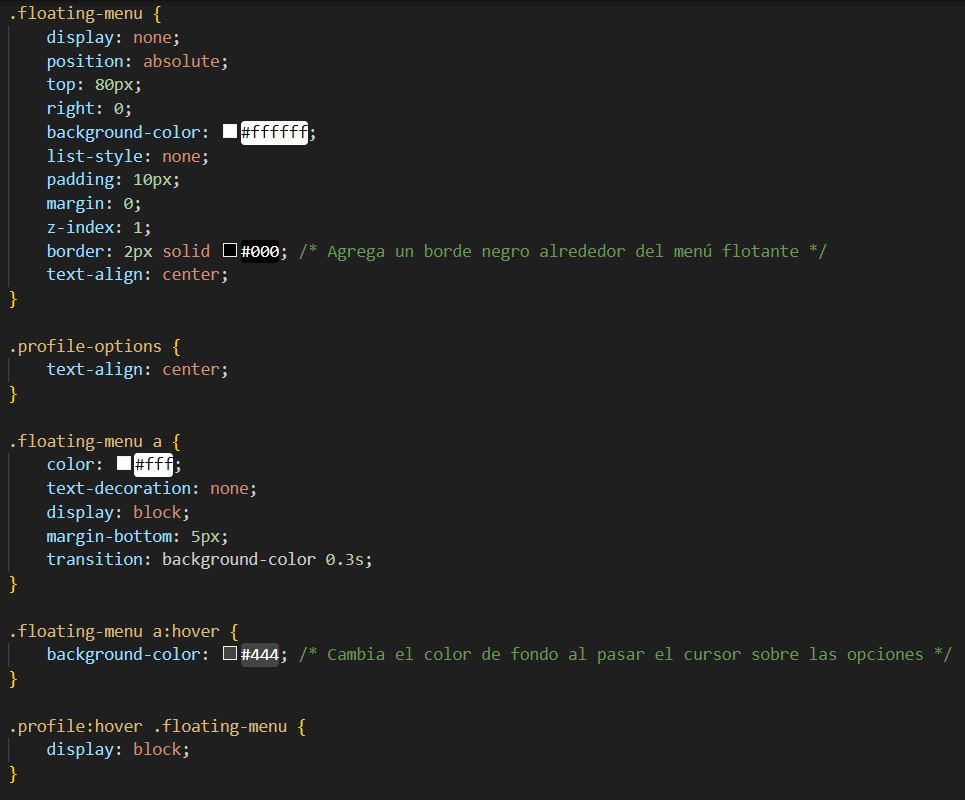 .floating-menu {
    display: none;
    position: absolute;
    top: 80px;
    right: 0;
    background-color: #ffffff;
    list-style: none;
    padding: 10px;
    margin: 0;
    z-index: 1;
    border: 2px solid #000; /* Agrega un borde negro alrededor del menú flotante */
    text-align: center;
}

.profile-options {
    text-align: center;
}

.floating-menu a {
    color: #fff;
    text-decoration: none;
    display: block;
    margin-bottom: 5px;
    transition: background-color 0.3s;
}

.floating-menu a:hover {
    background-color: #444; /* Cambia el color de fondo al pasar el cursor sobre las opciones */
}

.profile:hover .floating-menu {
    display: block;
}